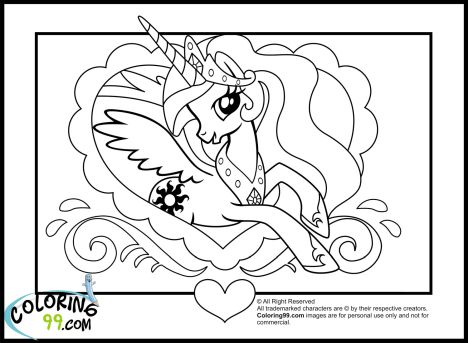 © All Right Reserved
All trademarked characters are © by their respective creators.
Coloring99.com images are for personal use only and not for
commercial.
COLORING
99.COM